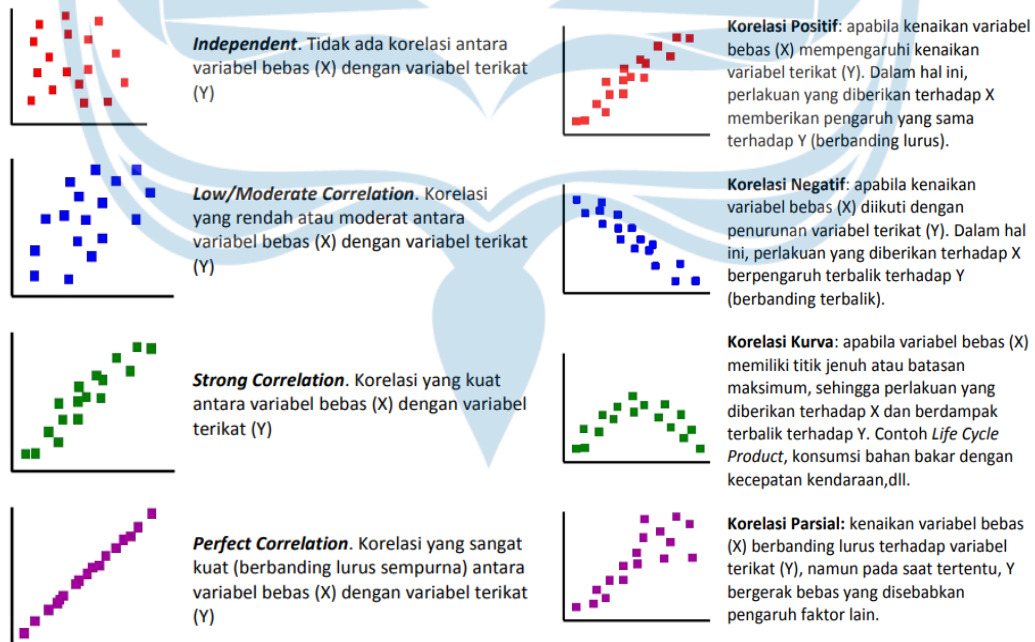 Independent. Tidak ada korelasi antara
variabel bebas (X) dengan variabel terikat
(Y)
Low/Moderate Correlation. Korelasi
yang rendah atau moderat antara
variabel bebas (X) dengan variabel terikat
(Y)
Strong Correlation. Korelasi yang kuat
antara variabel bebas (X) dengan variabel
terikat (Y)
Perfect Correlation. Korelasi yang sangat
kuat (berbanding lurus sempurna) antara
variabel bebas (X) dengan variabel terikat
(Y)
Korelasi Positif: apabila kenaikan variabel
bebas (X) mempengaruhi kenaikan
variabel terikat (Y). Dalam hal ini,
perlakuan yang diberikan terhadap X
memberikan pengaruh yang sama
terhadap Y (berbanding lurus).
Korelasi Negatif: apabila kenaikan
variabel bebas (X) diikuti dengan
penurunan variabel terikat (Y). Dalam hal
ini, perlakuan yang diberikan terhadap X
berpengaruh terbalik terhadap Y
(berbanding terbalik).
Korelasi Kurva: apabila variabel bebas (X)
memiliki titik jenuh atau batasan
maksimum, sehingga perlakuan yang
diberikan terhadap X dan berdampak
terbalik terhadap Y. Contoh Life Cycle
Product, konsumsi bahan bakar dengan
kecepatan kendaraan,dll.
Korelasi Parsial: kenaikan variabel bebas
(X) berbanding lurus terhadap variabel
terikat (Y), namun pada saat tertentu, Y
bergerak bebas yang disebabkan
pengaruh faktor lain.